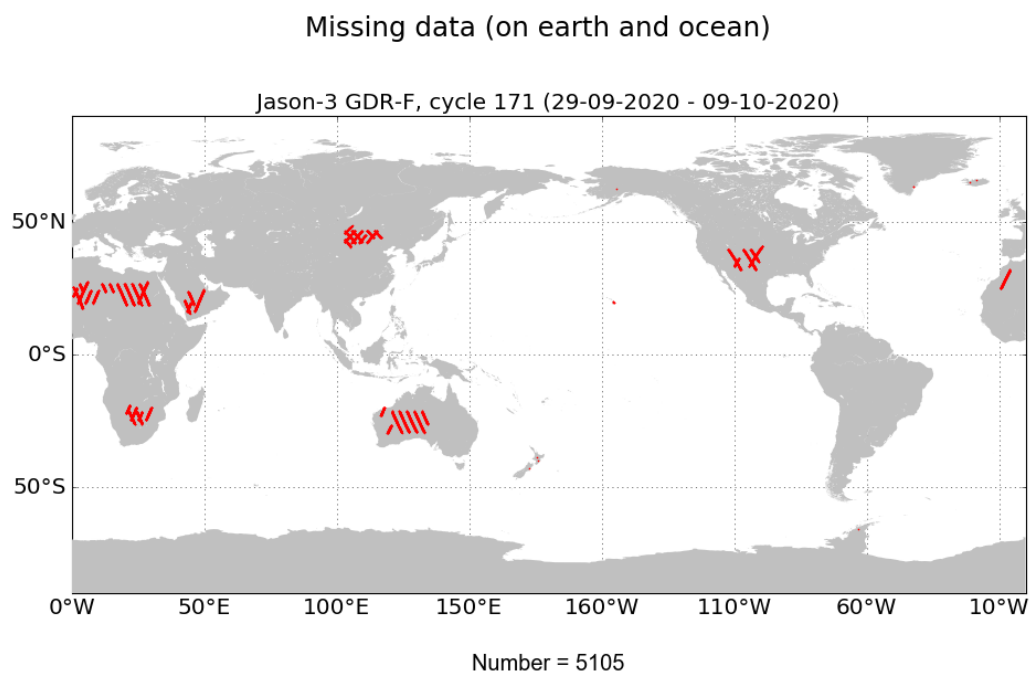 Missing data (on earth and ocean)
Jason-3 GDR-F, cycle 171 (29-09-2020 - 09-10-2020)
50°N
0°S
50°S
0°W 50°E 100°E 150°E 160°W 110°W 60°W 10°W
Number = 5105